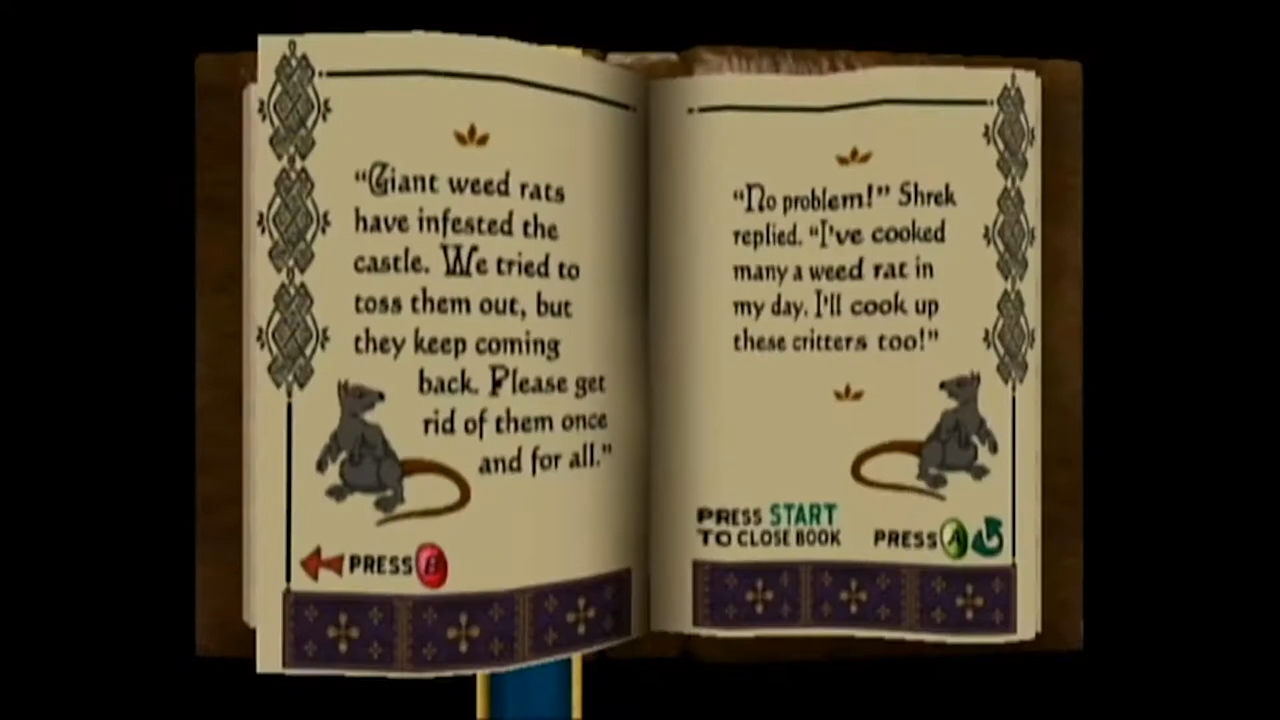 “Giant weed rats
have infested the
castle. We tried to
toss them out, but
they keep coming
back. Please get
rid of them once
and for all.”
PRESS B
“No problem!” Shrek
replied. “I've cooked
many a weed rat in
my day. I'll cook up
these critters too!”
PRESS START
TO CLOSE BOOK
PRESS A